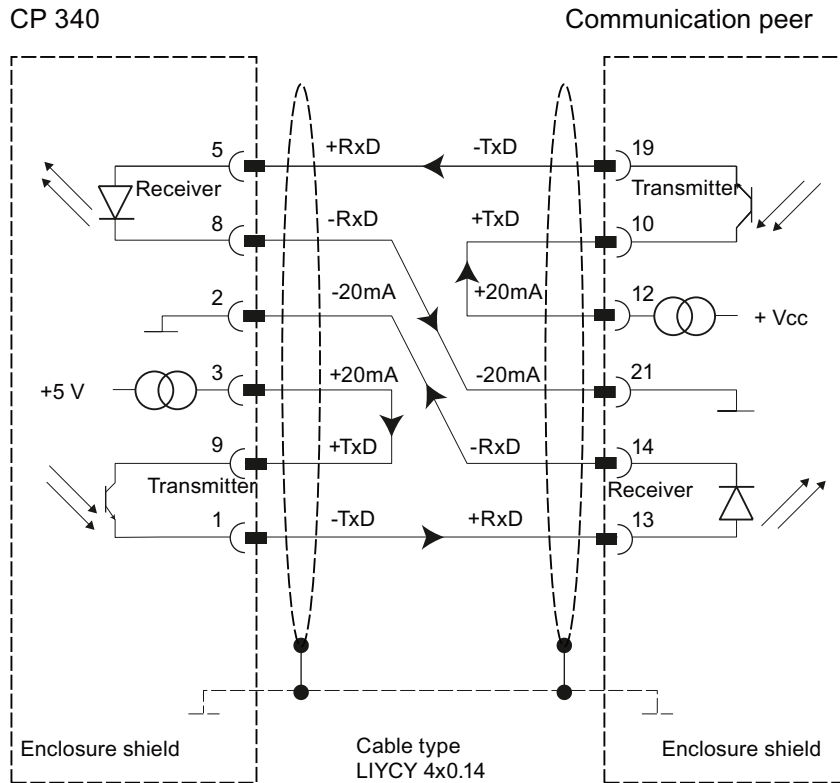 CP 340 Communication peer
5 +RxD -TxD 19
Receiver Transmitter
8 -RxD +TxD 10
2 -20mA +20mA 12
+ Vcc
+5 V 3 +20mA -20mA 21
9 +TxD -RxD 14
Transmitter Receiver
1 -TxD +RxD 13
Enclosure shield Cable type Enclosure shield
LIYCY 4x0.14